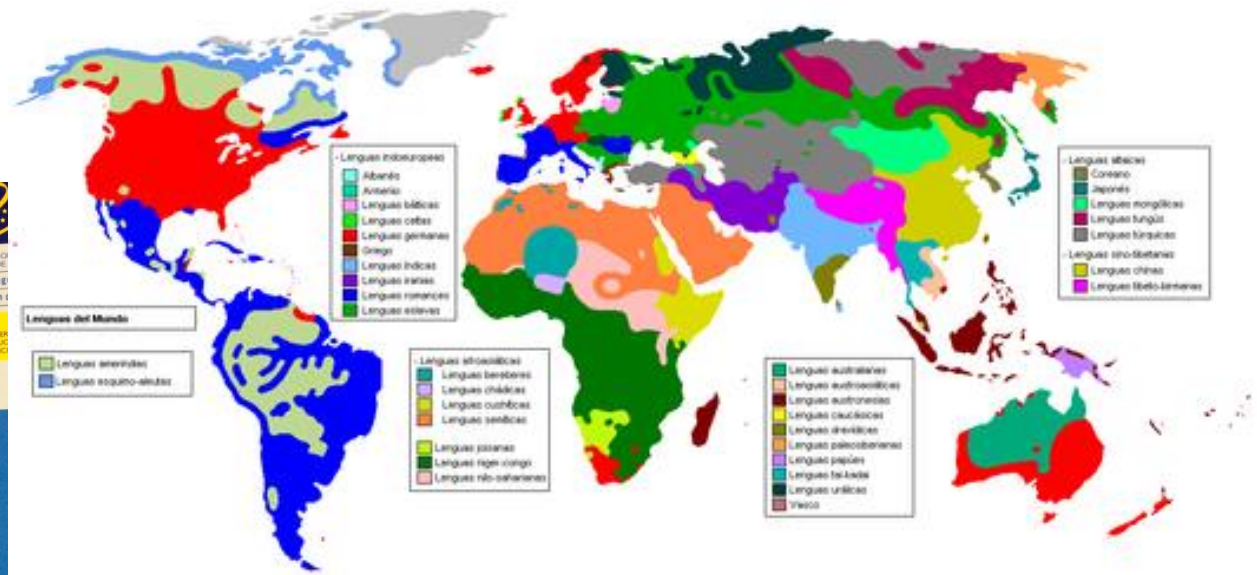 Lenguas del Mundo
Lenguas amerindias
Lenguas esquimo-aleutas
- Lenguas indoeuropeas
Albanés
Armenio
Lenguas bálticas
Lenguas celtas
Lenguas germanas
Griego
Lenguas índicas
Lenguas iranias
Lenguas romances
Lenguas eslavas
- Lenguas afroasiáticas
Lenguas bereberes
Lenguas chádicas
Lenguas cushíticas
Lenguas semíticas
Lenguas joisanas
Lenguas níger-congo
Lenguas nilo-saharianas
Lenguas australianas
Lenguas austroasiáticas
Lenguas austronesias
Lenguas caucásicas
Lenguas dravídicas
Lenguas paleosiberianas
Lenguas papúes
Lenguas tai-kadai
Lenguas urálicas
Vasco
- Lenguas altaicas
Coreano
Japonés
Lenguas mongólicas
Lenguas tungús
Lenguas túrquicas
- Lenguas sino-tibetanas
Lenguas chinas
Lenguas tibeto-birmanas